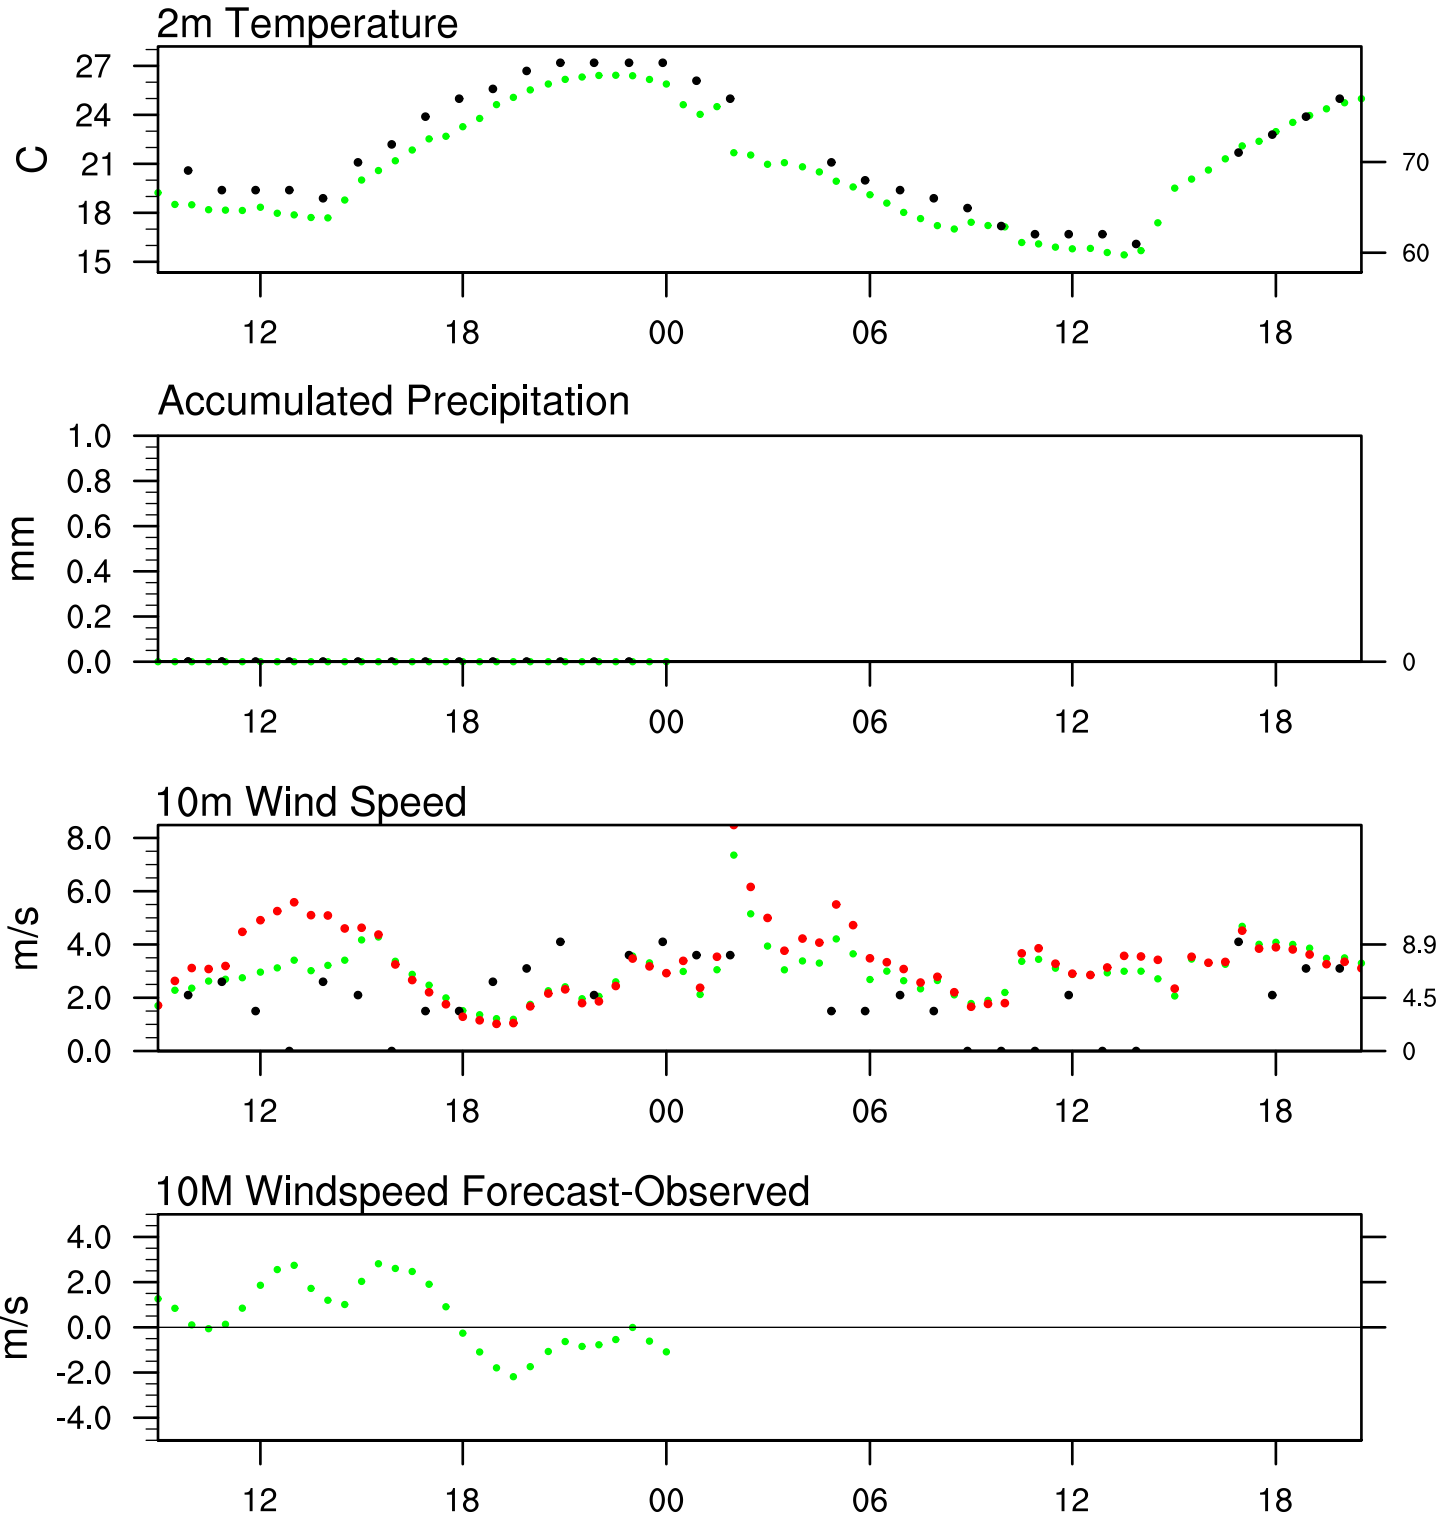 2m Temperature
27
24
21
18
15
C
70
60
12 18 00 06 12 18
Accumulated Precipitation
1.0
0.8
0.6
0.4
0.2
0.0
mm
0
12 18 00 06 12 18
10m Wind Speed
8.0
6.0
4.0
2.0
0.0
m/s
8.9
4.5
0
12 18 00 06 12 18
10M Windspeed Forecast-Observed
4.0
2.0
0.0
-2.0
-4.0
m/s
12 18 00 06 12 18